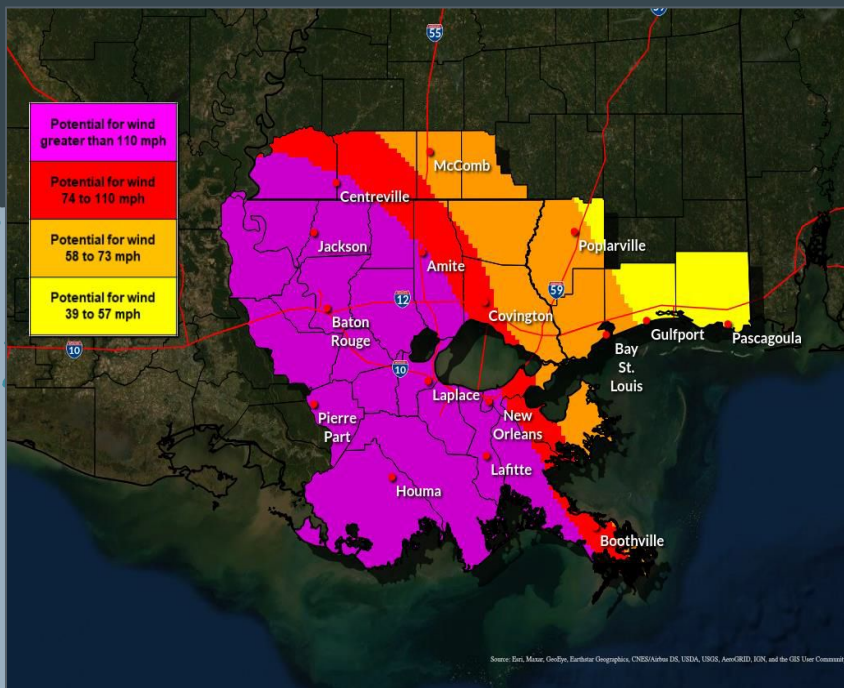 55
59
Potential for wind
greater than 110 mph
Potential for wind
74 to 110 mph
Potential for wind
58 to 73 mph
Potential for wind
39 to 57 mph
McComb
Centreville
Jackson
Poplarville
Amite
59
12
Baton
Rouge
Covington
Gulfport
Pascagoula
Bay
St.
Louis
10
10
Laplace
Pierre
Part
New
Orleans
Lafitte
Houma
Boothville
Source: Esri, Maxar, GeoEye, Earthstar Geographics, CNES/Airbus DS, USDA, USGS, AeroGRID, IGN, and the GIS User Communit